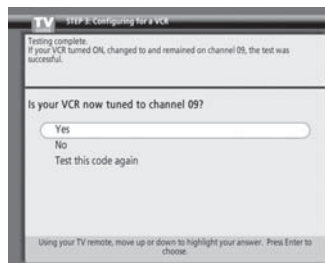 TV STEP 3: Configuring for a VCR
Testing complete.
If your VCR turned ON, changed to and remained on channel 09, the test was
successful.
Is your VCR now tuned to channel 09?
Yes
No
Test this code again
Using your TV remote, move up or down to highlight your answer. Press Enter to
choose.